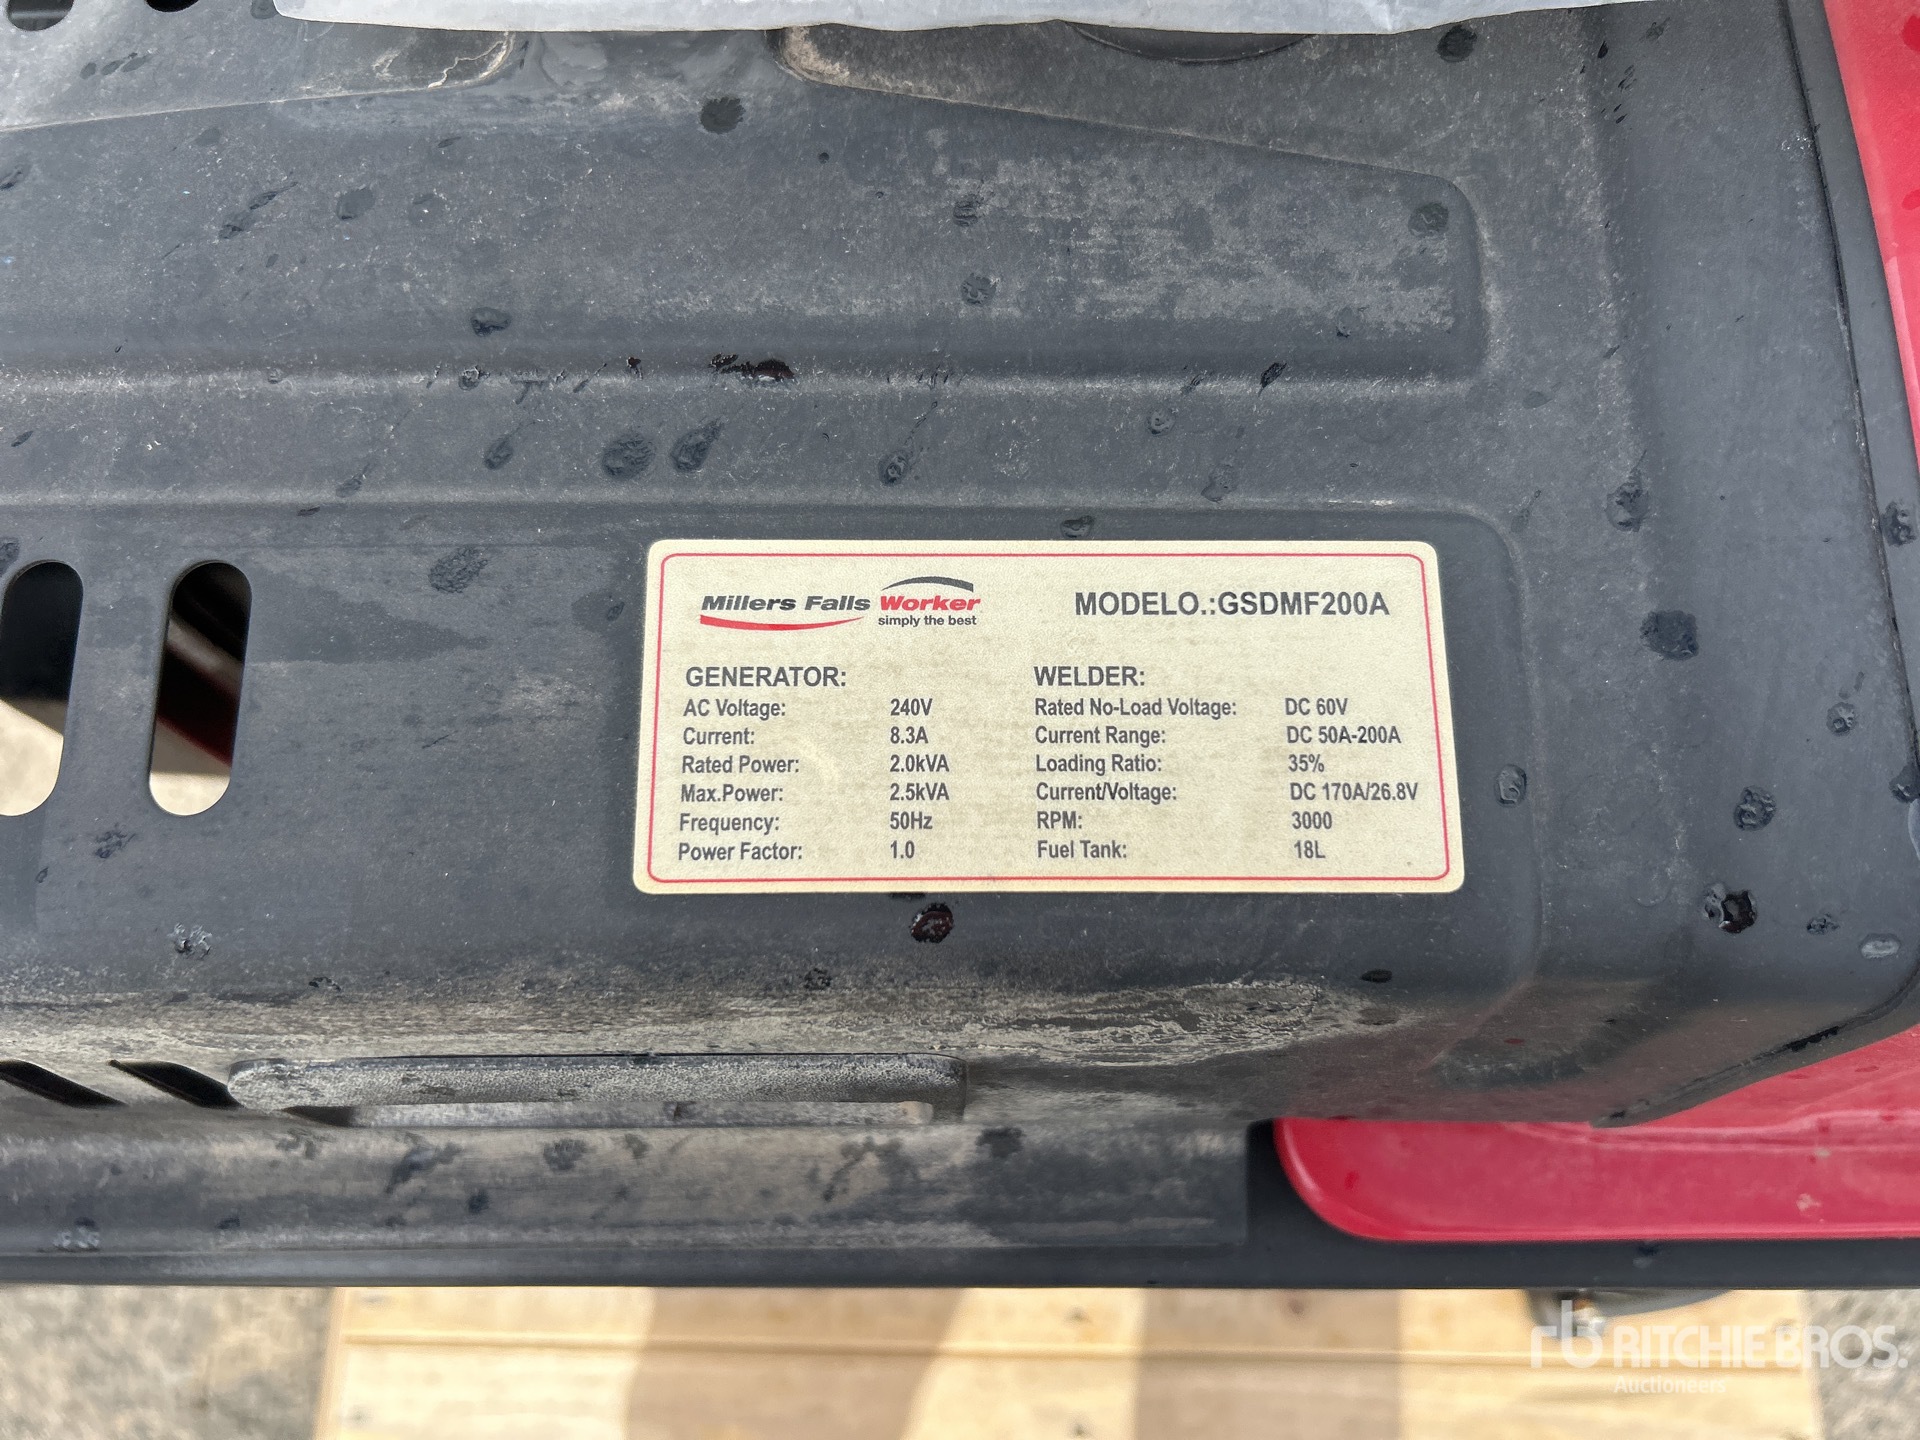 Millers Falls Worker
simply the best
MODELO.:GSDMF200A
GENERATOR:
AC Voltage: 240V
Current: 8.3A
Rated Power: 2.0kVA
Max.Power: 2.5kVA
Frequency: 50Hz
Power Factor: 1.0
WELDER:
Rated No-Load Voltage: DC 60V
Current Range: DC 50A-200A
Loading Ratio: 35%
Current/Voltage: DC 170A/26.8V
RPM: 3000
Fuel Tank: 18L
rb RITCHIE BROS.
Auctioneers